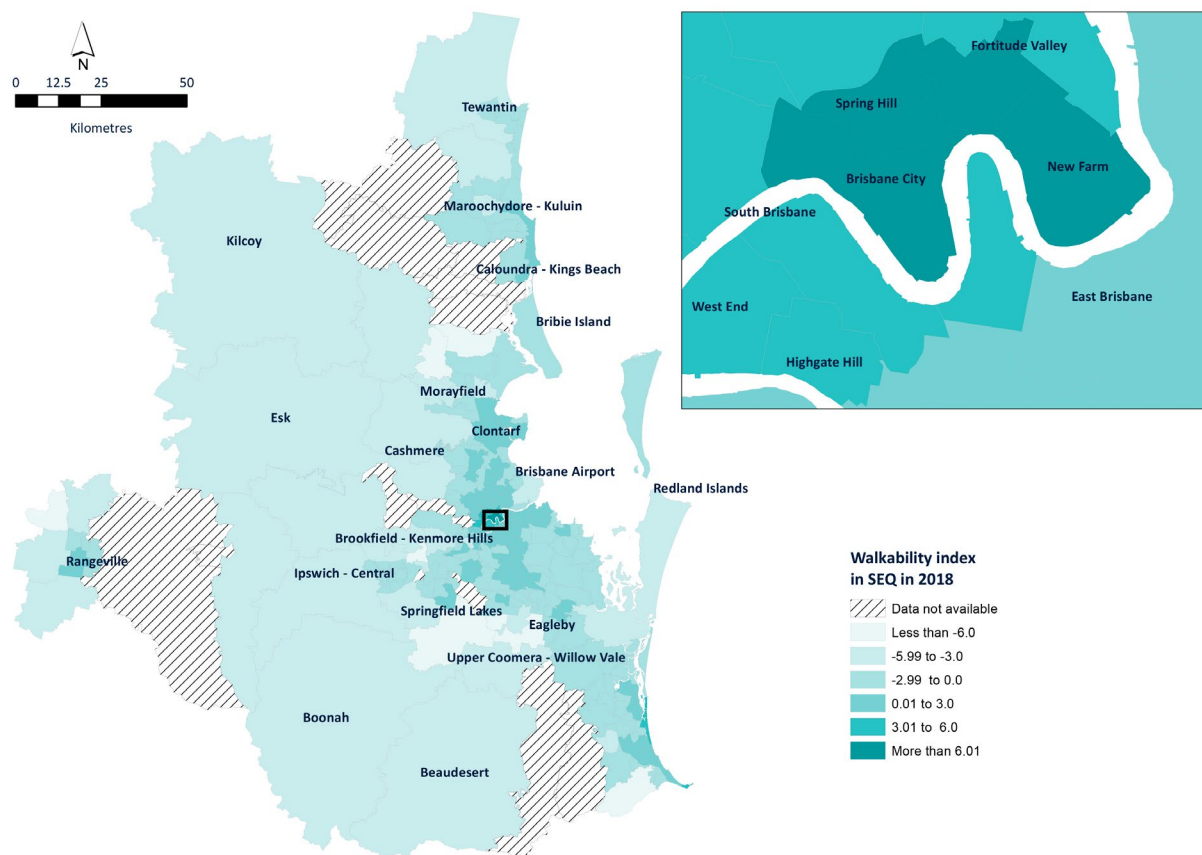 N
0 12.5 25 50
Kilometres
Tewantin
Maroochydore - Kuluin
Kilcoy
Caloundra - Kings Beach
Bribie Island
Morayfield
Esk
Clontarf
Cashmere
Brisbane Airport
Redland Islands
Brookfield - Kenmore Hills
Rangeville
Ipswich - Central
Springfield Lakes
Eagleby
Upper Coomera - Willow Vale
Boonah
Beaudesert
Fortitude Valley
Spring Hill
New Farm
Brisbane City
South Brisbane
East Brisbane
West End
Highgate Hill
Walkability index
in SEQ in 2018
Data not available
Less than -6.0
-5.99 to -3.0
-2.99 to 0.0
0.01 to 3.0
3.01 to 6.0
More than 6.01